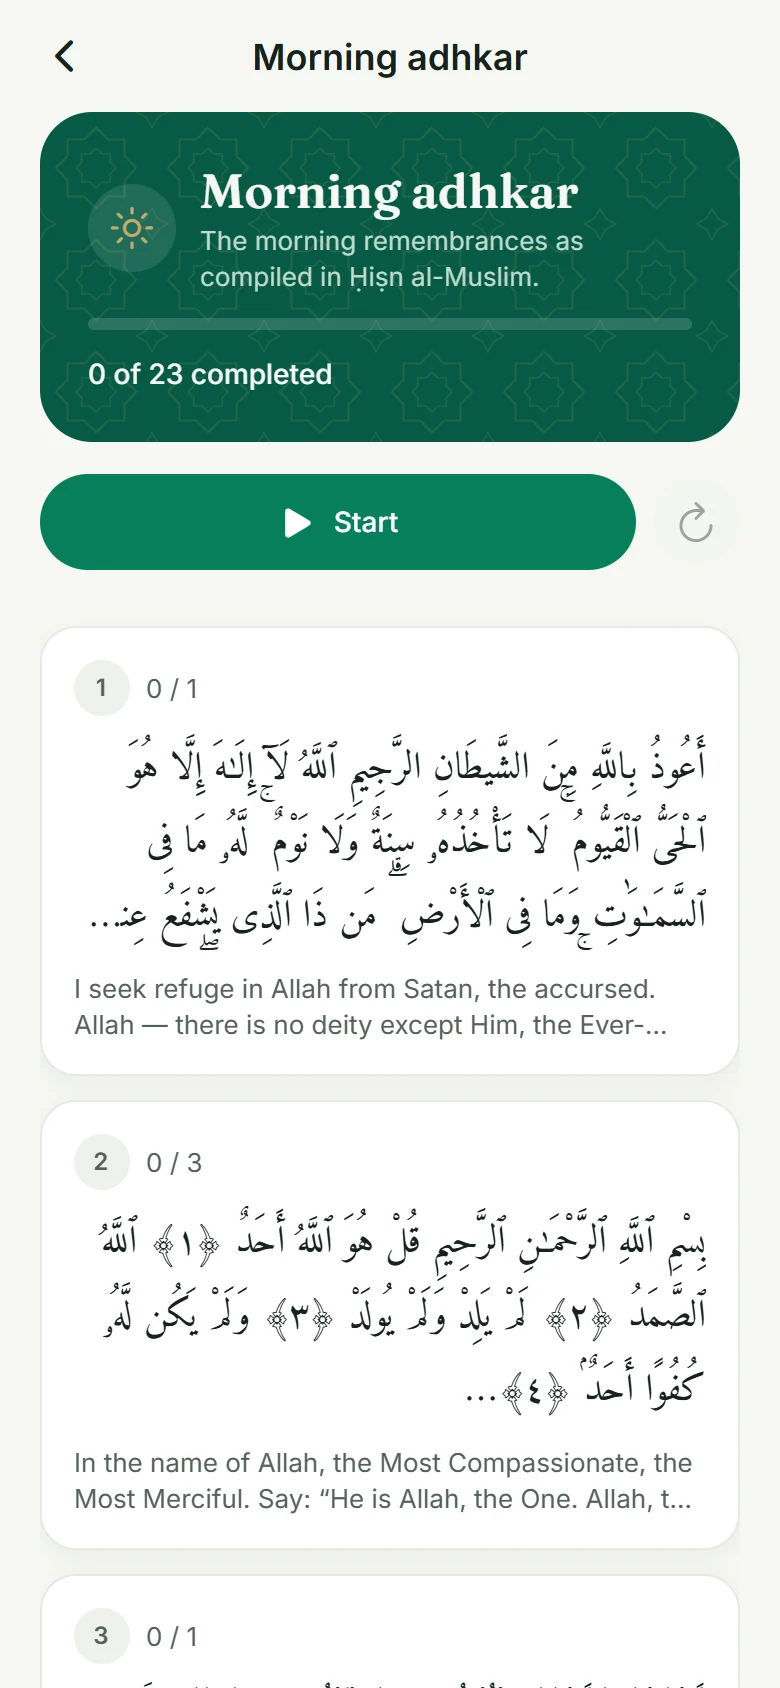 Morning adhkar
Morning adhkar
The morning remembrances as
compiled in Ḥiṣn al-Muslim.
0 of 23 completed
Start
1
0 / 1
أَعُوذُ بِاللَّهِ مِنَ الشَّيطَانِ الرَّجِيمِ ٱللَّهُ لَآ إِلَـٰهَ إِلَّا هُوَ
ٱلْحَىُّ ٱلْقَيُّومُ ۚ لَا تَأْخُذُهُۥ سِنَةٌ وَلَا نَوْمٌ ۚ لَّهُۥ مَا فِى
ٱلسَّمَـٰوَٰتِ وَمَا فِى ٱلْأَرْضِ ۗ مَن ذَا ٱلَّذِى يَشْفَعُ عِنـ...
I seek refuge in Allah from Satan, the accursed.
Allah — there is no deity except Him, the Ever-...
2
0 / 3
بِسْمِ ٱللَّهِ ٱلرَّحْمَـٰنِ ٱلرَّحِيمِ قُلْ هُوَ ٱللَّهُ أَحَدٌ ﴿١﴾ ٱللَّهُ
ٱلصَّمَدُ ﴿٢﴾ لَمْ يَلِدْ وَلَمْ يُولَدْ ﴿٣﴾ وَلَمْ يَكُن لَّهُۥ
كُفُوًا أَحَدٌۢ ﴿٤﴾...
In the name of Allah, the Most Compassionate, the
Most Merciful. Say: “He is Allah, the One. Allah, t...
3
0 / 1